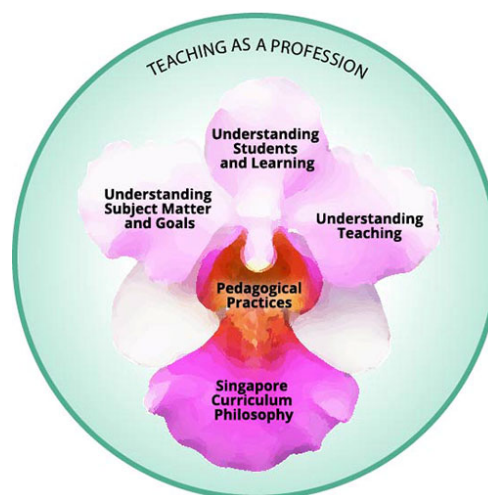 TEACHING AS A PROFESSION
Understanding
Students
and Learning
Understanding
Subject Matter
and Goals
Understanding
Teaching
Pedagogical
Practices
Singapore
Curriculum
Philosophy